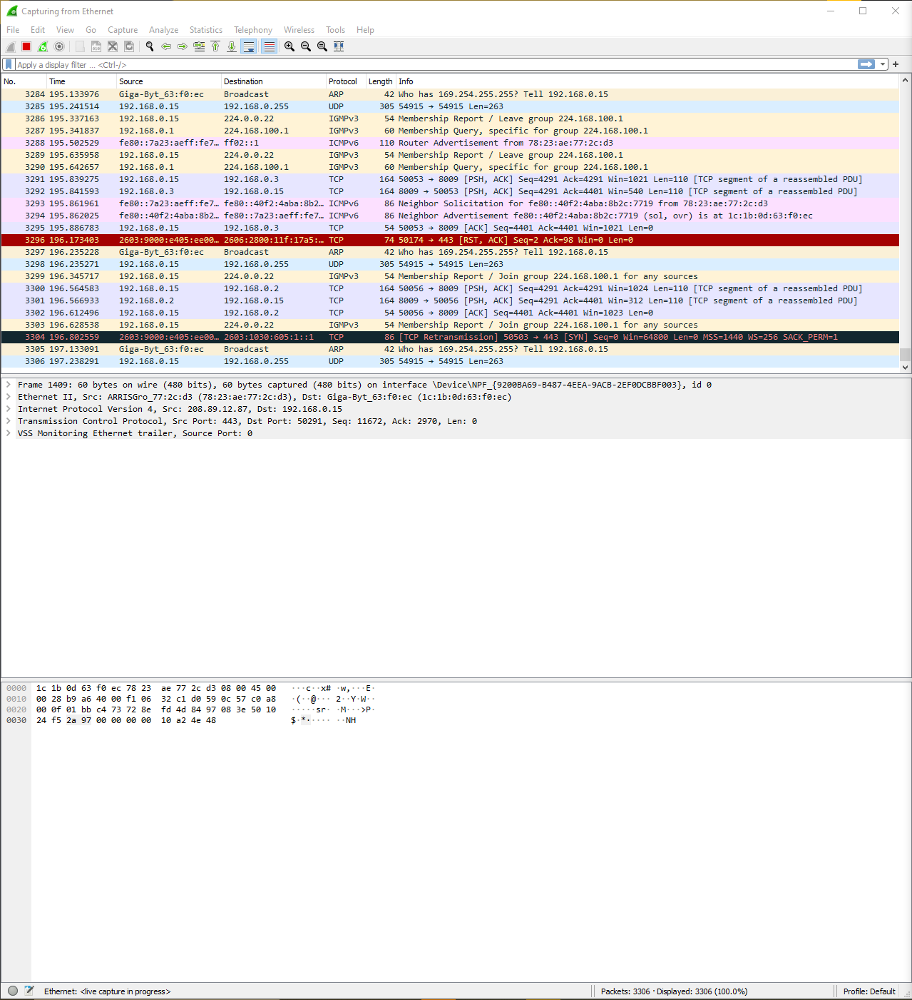 Capturing from Ethernet
File Edit View Go Capture Analyze Statistics Telephony Wireless Tools Help
Apply a display filter ... <Ctrl-/>
No. Time Source Destination Protocol Length Info
3284 195.133976 Giga-Byt_63:f0:ec Broadcast ARP 42 Who has 169.254.255.255? Tell 192.168.0.15
3285 195.241514 192.168.0.15 192.168.0.255 UDP 305 54915 → 54915 Len=263
3286 195.337163 192.168.0.15 224.0.0.22 IGMPv3 54 Membership Report / Leave group 224.168.100.1
3287 195.341837 192.168.0.1 224.168.100.1 IGMPv3 60 Membership Query, specific for group 224.168.100.1
3288 195.502529 fe80::7a23:aeff:fe7… ff02::1 ICMPv6 110 Router Advertisement from 78:23:ae:77:2c:d3
3289 195.635958 192.168.0.15 224.0.0.22 IGMPv3 54 Membership Report / Leave group 224.168.100.1
3290 195.642657 192.168.0.1 224.168.100.1 IGMPv3 60 Membership Query, specific for group 224.168.100.1
3291 195.839275 192.168.0.15 192.168.0.3 TCP 164 50053 → 8009 [PSH, ACK] Seq=4291 Ack=4291 Win=1021 Len=110 [TCP segment of a reassembled PDU]
3292 195.841593 192.168.0.3 192.168.0.15 TCP 164 8009 → 50053 [PSH, ACK] Seq=4291 Ack=4401 Win=540 Len=110 [TCP segment of a reassembled PDU]
3293 195.861961 fe80::7a23:aeff:fe7… fe80::40f2:4aba:8b2… ICMPv6 86 Neighbor Solicitation for fe80::40f2:4aba:8b2c:7719 from 78:23:ae:77:2c:d3
3294 195.862025 fe80::40f2:4aba:8b2… fe80::7a23:aeff:fe7… ICMPv6 86 Neighbor Advertisement fe80::40f2:4aba:8b2c:7719 (sol, ovr) is at 1c:1b:0d:63:f0:ec
3295 195.886783 192.168.0.15 192.168.0.3 TCP 54 50053 → 8009 [ACK] Seq=4401 Ack=4401 Win=1021 Len=0
3296 196.173403 2603:9000:e405:ee00… 2606:2800:11f:17a5:… TCP 74 50174 → 443 [RST, ACK] Seq=2 Ack=98 Win=0 Len=0
3297 196.235228 Giga-Byt_63:f0:ec Broadcast ARP 42 Who has 169.254.255.255? Tell 192.168.0.15
3298 196.235271 192.168.0.15 192.168.0.255 UDP 305 54915 → 54915 Len=263
3299 196.345717 192.168.0.15 224.0.0.22 IGMPv3 54 Membership Report / Join group 224.168.100.1 for any sources
3300 196.564583 192.168.0.15 192.168.0.2 TCP 164 50056 → 8009 [PSH, ACK] Seq=4291 Ack=4291 Win=1024 Len=110 [TCP segment of a reassembled PDU]
3301 196.566933 192.168.0.2 192.168.0.15 TCP 164 8009 → 50056 [PSH, ACK] Seq=4291 Ack=4401 Win=312 Len=110 [TCP segment of a reassembled PDU]
3302 196.612496 192.168.0.15 192.168.0.2 TCP 54 50056 → 8009 [ACK] Seq=4401 Ack=4401 Win=1023 Len=0
3303 196.628538 192.168.0.15 224.0.0.22 IGMPv3 54 Membership Report / Join group 224.168.100.1 for any sources
3304 196.802559 2603:9000:e405:ee00… 2603:1030:605:1::1 TCP 86 [TCP Retransmission] 50503 → 443 [SYN] Seq=0 Win=64800 Len=0 MSS=1440 WS=256 SACK_PERM=1
3305 197.133091 Giga-Byt_63:f0:ec Broadcast ARP 42 Who has 169.254.255.255? Tell 192.168.0.15
3306 197.238291 192.168.0.15 192.168.0.255 UDP 305 54915 → 54915 Len=263
Frame 1409: 60 bytes on wire (480 bits), 60 bytes captured (480 bits) on interface \Device\NPF_{9200BA69-B487-4EEA-9ACB-2EF0DCBBF003}, id 0
Ethernet II, Src: ARRISGro_77:2c:d3 (78:23:ae:77:2c:d3), Dst: Giga-Byt_63:f0:ec (1c:1b:0d:63:f0:ec)
Internet Protocol Version 4, Src: 208.89.12.87, Dst: 192.168.0.15
Transmission Control Protocol, Src Port: 443, Dst Port: 50291, Seq: 11672, Ack: 2970, Len: 0
VSS Monitoring Ethernet trailer, Source Port: 0
0000 1c 1b 0d 63 f0 ec 78 23 ae 77 2c d3 08 00 45 00 ···c··x# ·w,···E·
0010 00 28 b9 a6 40 00 f1 06 32 c1 d0 59 0c 57 c0 a8 ·(··@··· 2··Y·W··
0020 00 0f 01 bb c4 73 72 8e fd 4d 84 97 08 3e 50 10 ·····sr· ·M···>P·
0030 24 f5 2a 97 00 00 00 00 10 a2 4e 48 $·*····· ··NH
Ethernet: <live capture in progress>
Packets: 3306 · Displayed: 3306 (100.0%)
Profile: Default